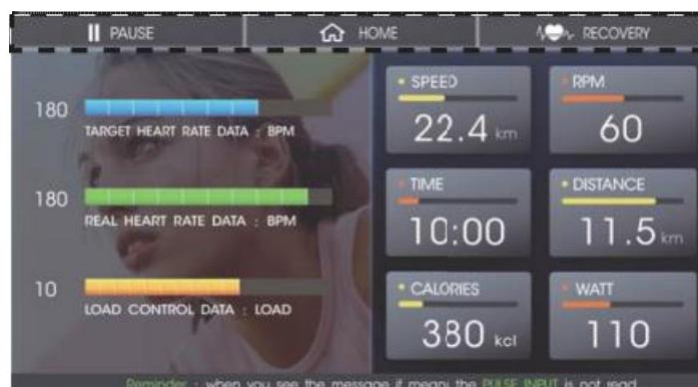 PAUSE
HOME
RECOVERY
180
TARGET HEART RATE DATA : BPM
180
REAL HEART RATE DATA : BPM
10
LOAD CONTROL DATA : LOAD
SPEED
22.4 km
RPM
60
TIME
10:00
DISTANCE
11.5 km
CALORIES
380 kcl
WATT
110
Reminder : when you see the message it meani the PULSE INPUT is not read